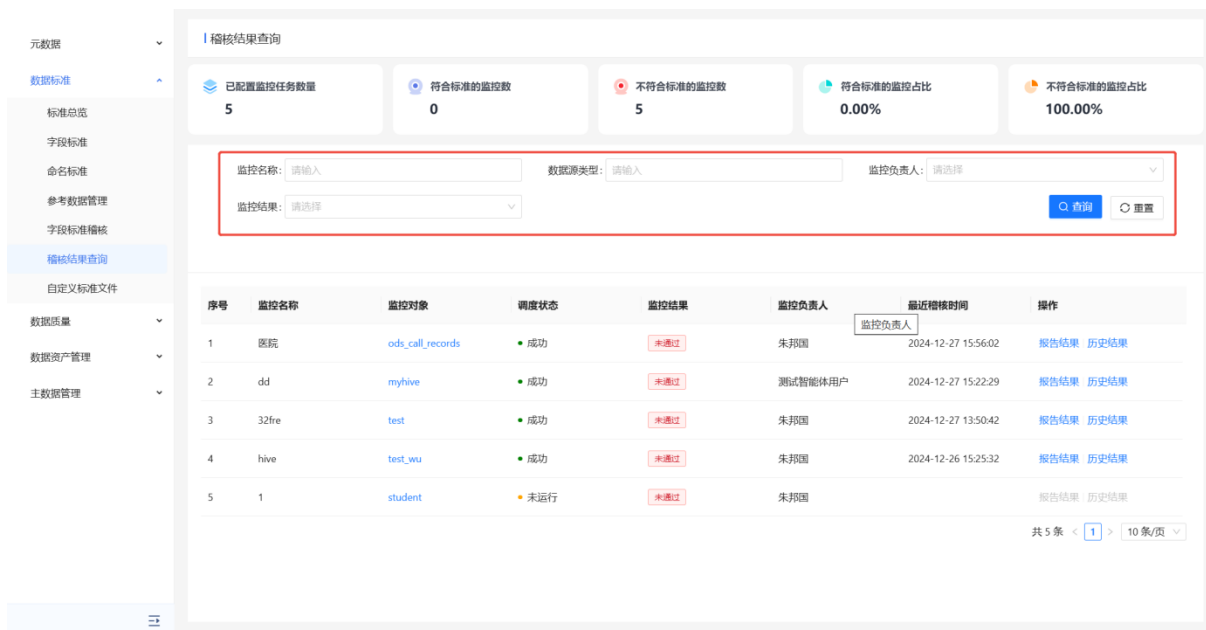 元数据
数据标准
标准总览
字段标准
命名标准
参考数据管理
字段标准稽核
稽核结果查询
自定义标准文件
数据质量
数据资产管理
主数据管理
稽核结果查询
已配置监控任务数量
5
符合标准的监控数
0
不符合标准的监控数
5
符合标准的监控占比
0.00%
不符合标准的监控占比
100.00%
监控名称: 请输入 数据源类型: 请输入 监控负责人: 请选择
监控结果: 请选择 查询 重置
序号 监控名称 监控对象 调度状态 监控结果 监控负责人 最近稽核时间 操作
监控负责人
1 医院 ods_call_records 成功 未通过 朱邦国 2024-12-27 15:56:02 报告结果 历史结果
2 dd myhive 成功 未通过 测试智能体用户 2024-12-27 15:22:29 报告结果 历史结果
3 32fre test 成功 未通过 朱邦国 2024-12-27 13:50:42 报告结果 历史结果
4 hive test_wu 成功 未通过 朱邦国 2024-12-26 15:25:32 报告结果 历史结果
5 1 student 未运行 未通过 朱邦国 报告结果 历史结果
共 5 条 < 1 > 10 条/页